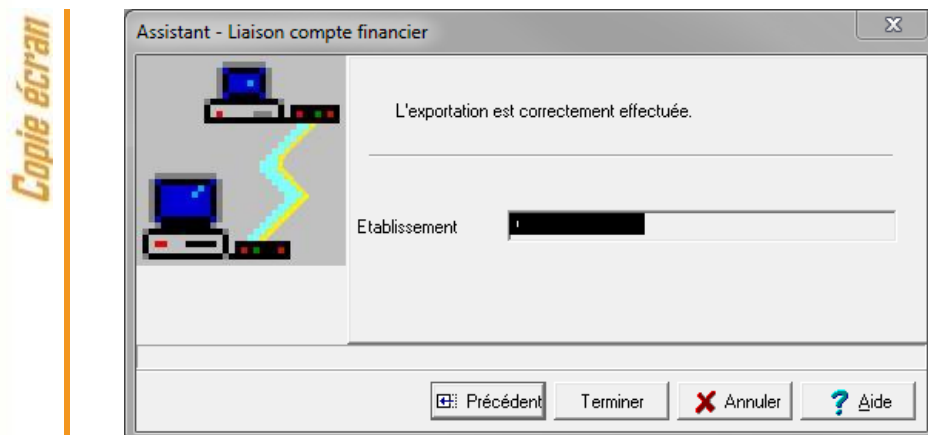 Copie écran
Assistant - Liaison compte financier
L'exportation est correctement effectuée.
Etablissement
Précédent Terminer Annuler ? Aide